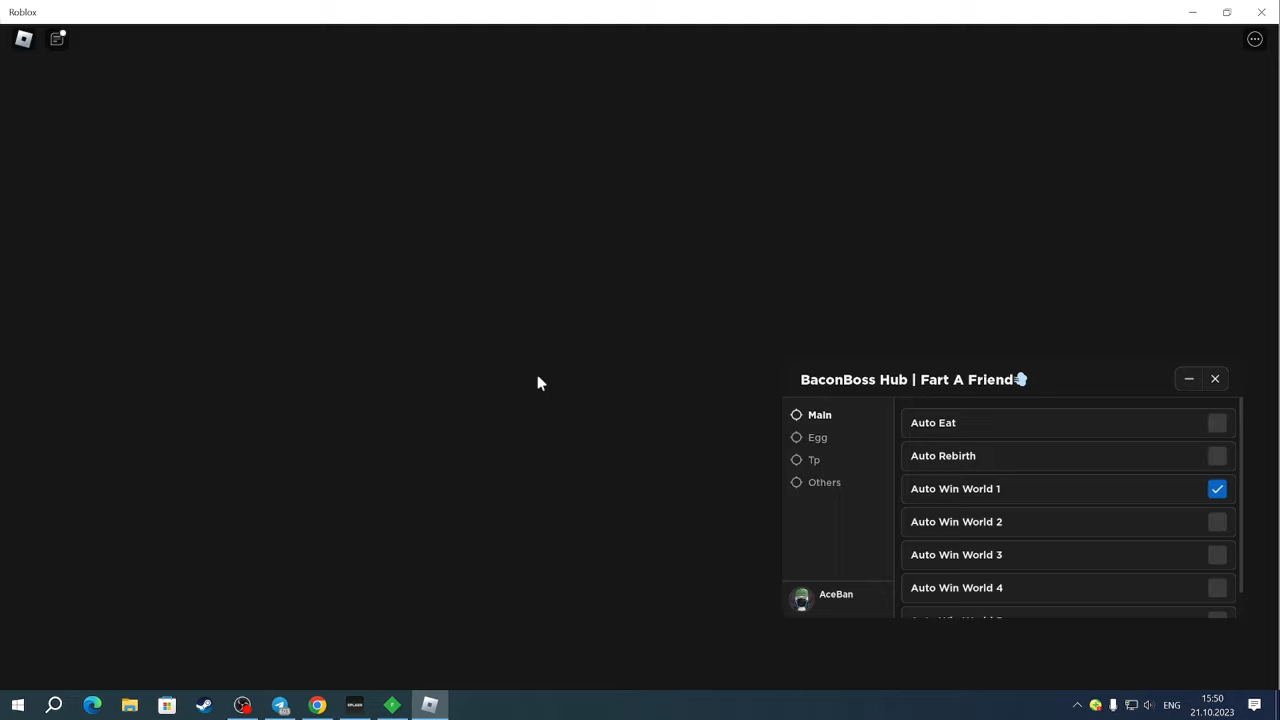 Roblox
BaconBoss Hub | Fart A Friend💨
Main
Egg
Tp
Others
Auto Eat
Auto Rebirth
Auto Win World 1
Auto Win World 2
Auto Win World 3
Auto Win World 4
AceBan
SPLASH
F
ENG
15:50
21.10.2023